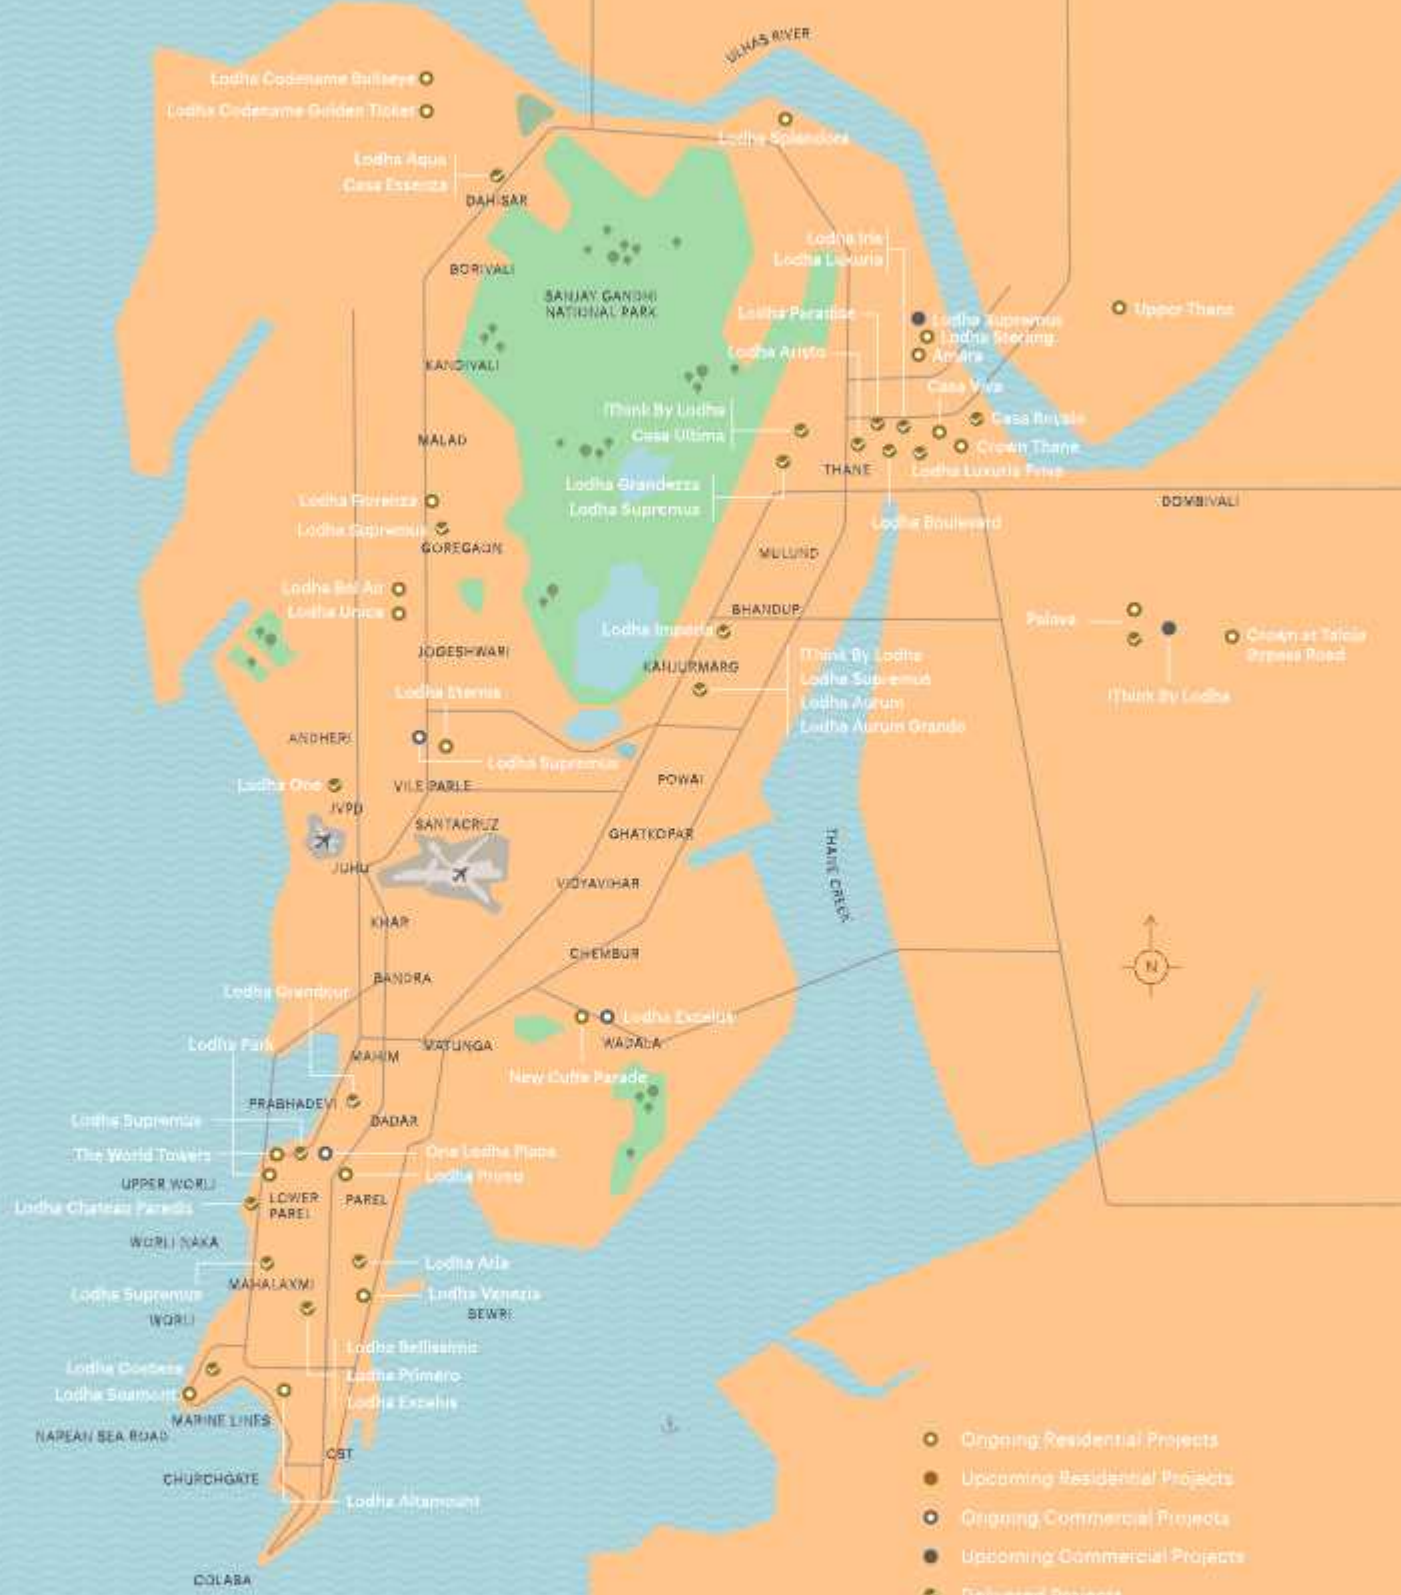 ULHAS RIVER
Lodha Codename Bullseye
Lodha Codename Golden Ticket
Lodha Splendora
Lodha Aqua
Casa Essenza
DAHISAR
BORIVALI
SANJAY GANDHI
NATIONAL PARK
Lodha Iris
Lodha Luxuria
Lodha Paradise
Lodha Supremus
Lodha Sterling
Amara
Upper Thane
Lodha Aristo
KANDIVALI
Casa Viva
iThink By Lodha
Casa Ultima
Casa Royale
Crown Thane
MALAD
THANE
Lodha Luxuria Priva
Lodha Grandezza
Lodha Supremus
DOMBIVALI
Lodha Fiorenza
Lodha Supremus
GOREGAON
Lodha Boulevard
MULUND
Lodha Bel Air
Lodha Unica
BHANDUP
Lodha Imperia
Palava
Crown at Taloja
Bypass Road
JOGESHWARI
KANJURMARG
iThink By Lodha
Lodha Supremus
Lodha Aurum
Lodha Aurum Grande
iThink By Lodha
Lodha Eternis
ANDHERI
Lodha Supremus
Lodha One
VILE PARLE
POWAI
JVPD
SANTACRUZ
GHATKOPAR
THANE CREEK
JUHU
VIDYAVIHAR
KHAR
CHEMBUR
BANDRA
N
Lodha Grandeur
Lodha Excelus
Lodha Park
MAHIM
MATUNGA
WADALA
New Cuffe Parade
PRABHADEVI
DADAR
Lodha Supremus
The World Towers
One Lodha Place
Lodha Primo
UPPER WORLI
LOWER
PAREL
PAREL
Lodha Chateau Paradis
WORLI NAKA
Lodha Aria
MAHALAXMI
Lodha Supremus
Lodha Venezia
WORLI
SEWRI
Lodha Bellissimo
Lodha Primero
Lodha Excelus
Lodha Costiera
Lodha Seamont
MARINE LINES
NAPEAN SEA ROAD
CST
CHURCHGATE
Lodha Altamount
COLABA
Ongoing Residential Projects
Upcoming Residential Projects
Ongoing Commercial Projects
Upcoming Commercial Projects
Delivered Projects